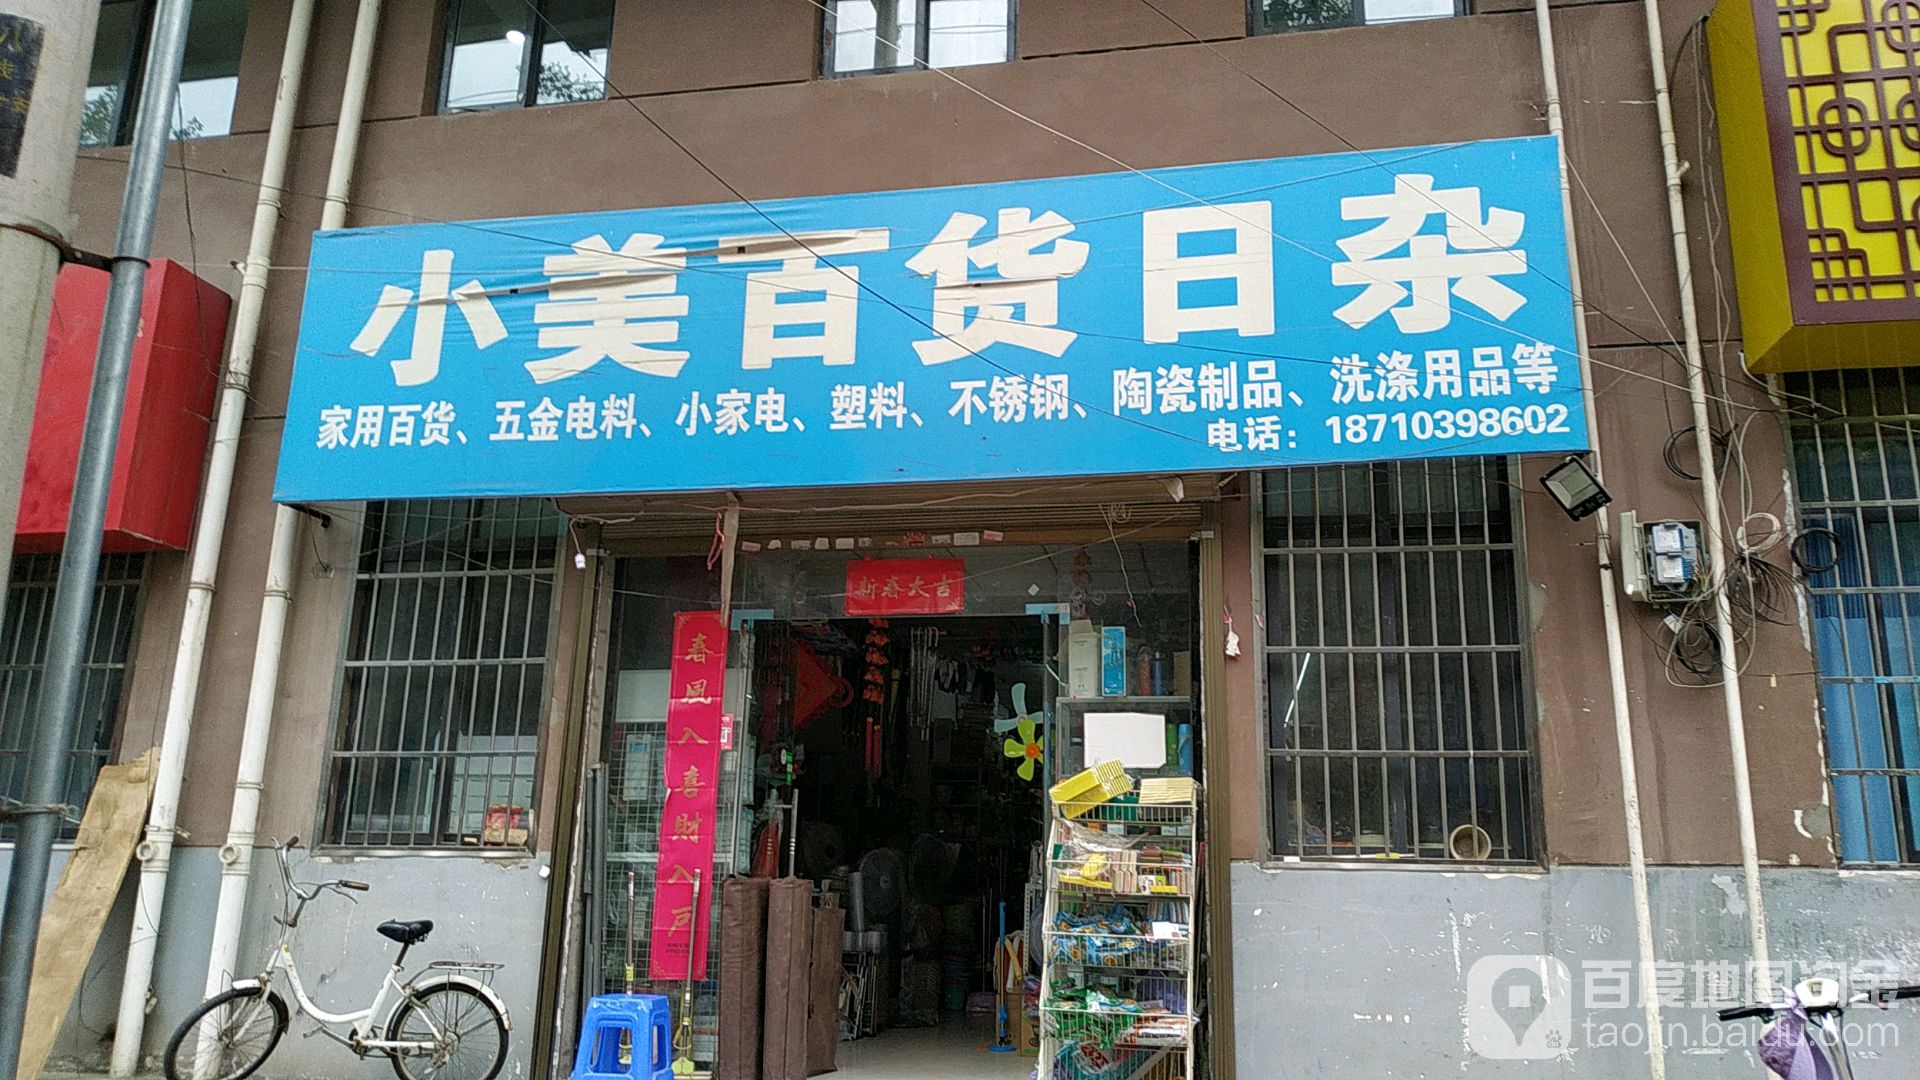 小美百货日杂
家用百货、五金电料、小家电、塑料、不锈钢、陶瓷制品、洗涤用品等
电话：18710398602
新春大吉
春風入喜財入戸
百度地图淘金
taojin.baidu.com